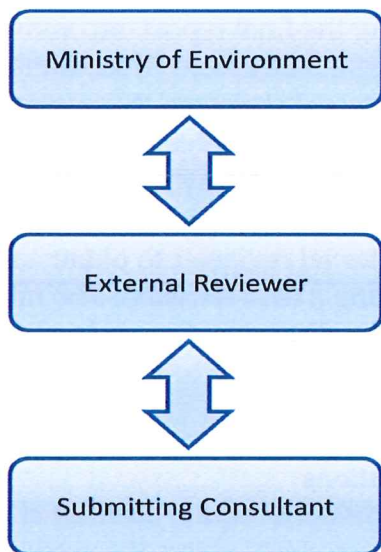 Ministry of Environment
External Reviewer
Submitting Consultant